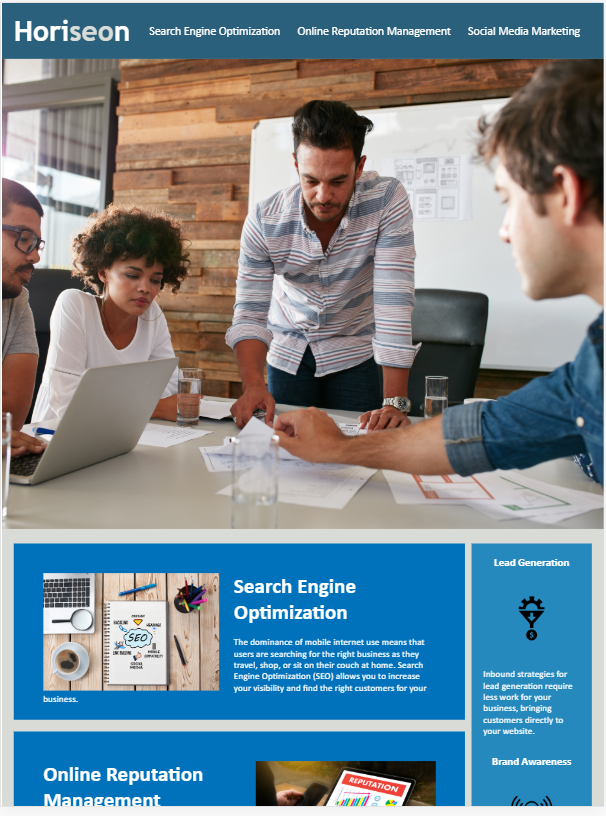 Horiseon
Search Engine Optimization
Online Reputation Management
Social Media Marketing
SEO
Search Engine
Optimization
The dominance of mobile internet use means that
users are searching for the right business as they
travel, shop, or sit on their couch at home. Search
Engine Optimization (SEO) allows you to increase
your visibility and find the right customers for your
business.
Lead Generation
Inbound strategies for
lead generation require
less work for your
business, bringing
customers directly to
your website.
Brand Awareness
Online Reputation
Management
REPUTATION